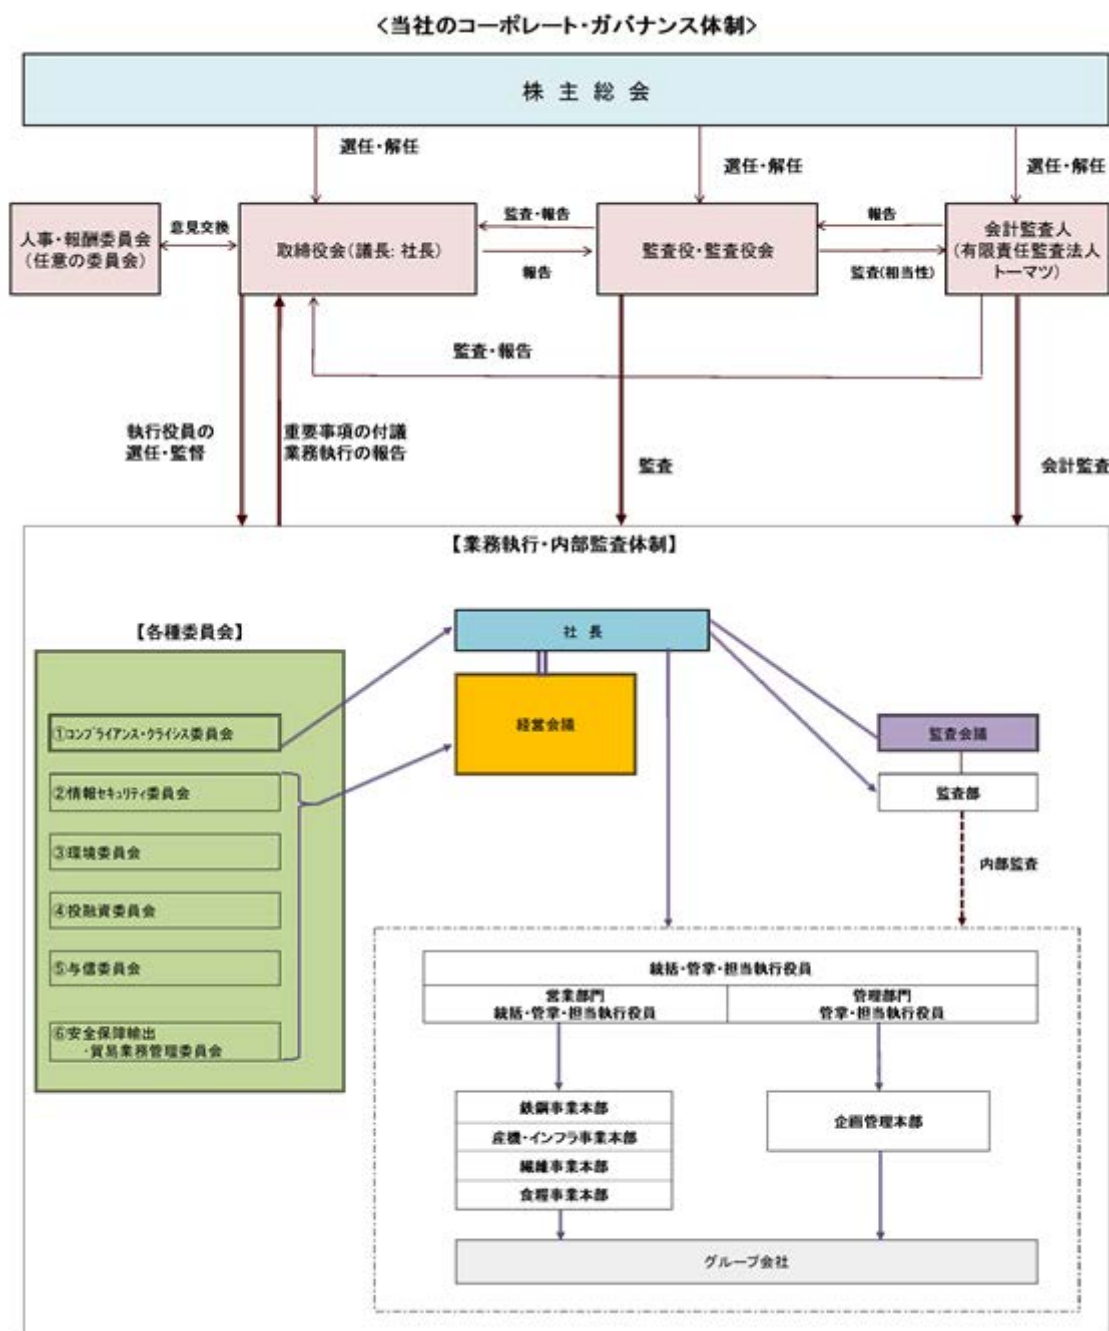 <当社のコーポレート・ガバナンス体制>
株 主 総 会
選任・解任
選任・解任
選任・解任
人事・報酬委員会
(任意の委員会)
意見交換
取締役会(議長: 社長)
監査・報告
報告
監査役・監査役会
報告
監査(相当性)
会計監査人
(有限責任監査法人
トーマツ)
監査・報告
執行役員の
選任・監督
重要事項の付議
業務執行の報告
監査
会計監査
【業務執行・内部監査体制】
【各種委員会】
社 長
経営会議
①ｺﾝﾌﾟﾗｲｱﾝｽ・ｸﾗｲｼｽ委員会
②情報ｾｷｭﾘﾃｨ委員会
③環境委員会
④投融資委員会
⑤与信委員会
⑥安全保障輸出
・貿易業務管理委員会
監査会議
監査部
内部監査
統括・管掌・担当執行役員
営業部門
統括・管掌・担当執行役員
管理部門
管掌・担当執行役員
鉄鋼事業本部
産機・インフラ事業本部
繊維事業本部
食糧事業本部
企画管理本部
グループ会社